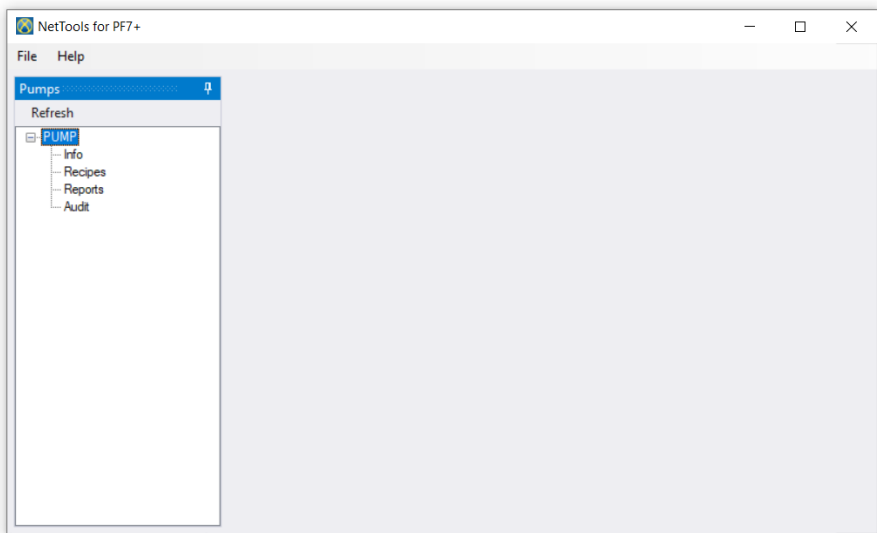 NetTools for PF7+
File Help
Pumps
Refresh
PUMP
Info
Recipes
Reports
Audit